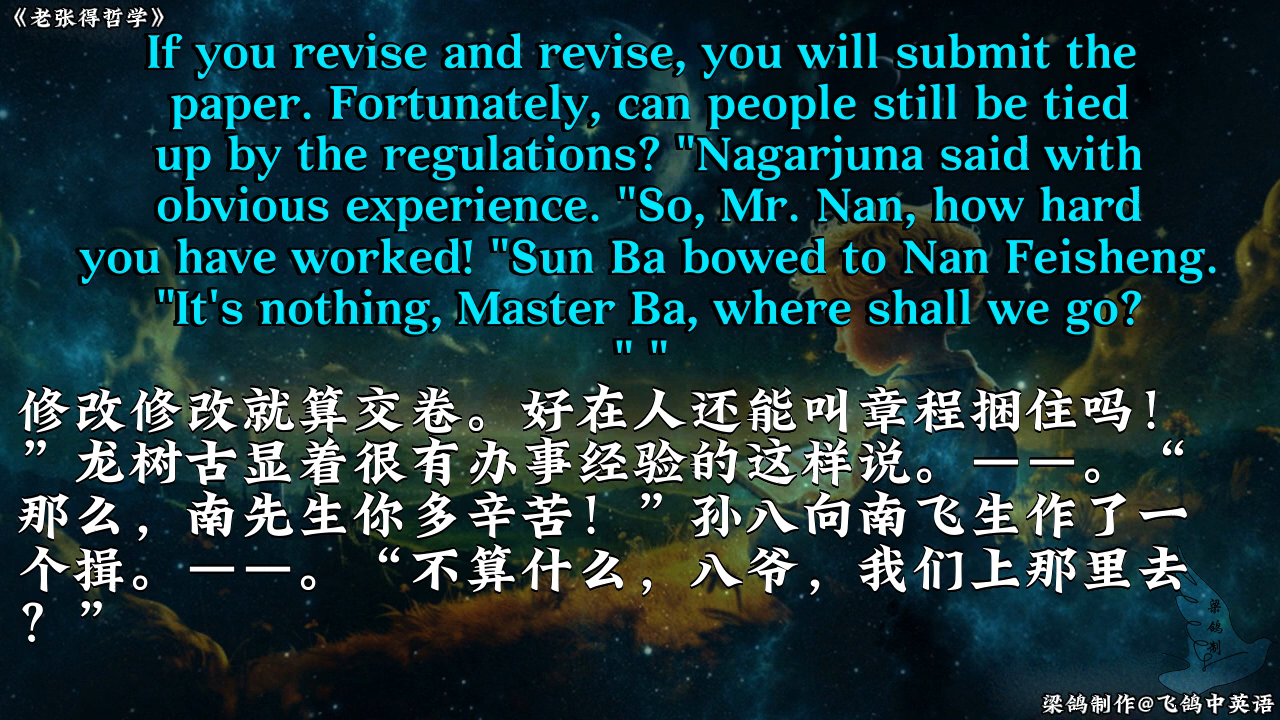 《老张得哲学》
If you revise and revise, you will submit the
paper. Fortunately, can people still be tied
up by the regulations? "Nagarjuna said with
obvious experience. "So, Mr. Nan, how hard
you have worked! "Sun Ba bowed to Nan Feisheng.
"It's nothing, Master Ba, where shall we go?
" "
修改修改就算交卷。好在人还能叫章程捆住吗！
”龙树古显着很有办事经验的这样说。——。“
那么，南先生你多辛苦！”孙八向南飞生作了一
个揖。——。“不算什么，八爷，我们上那里去
？”
梁
鸽
制
梁鸽制作@飞鸽中英语